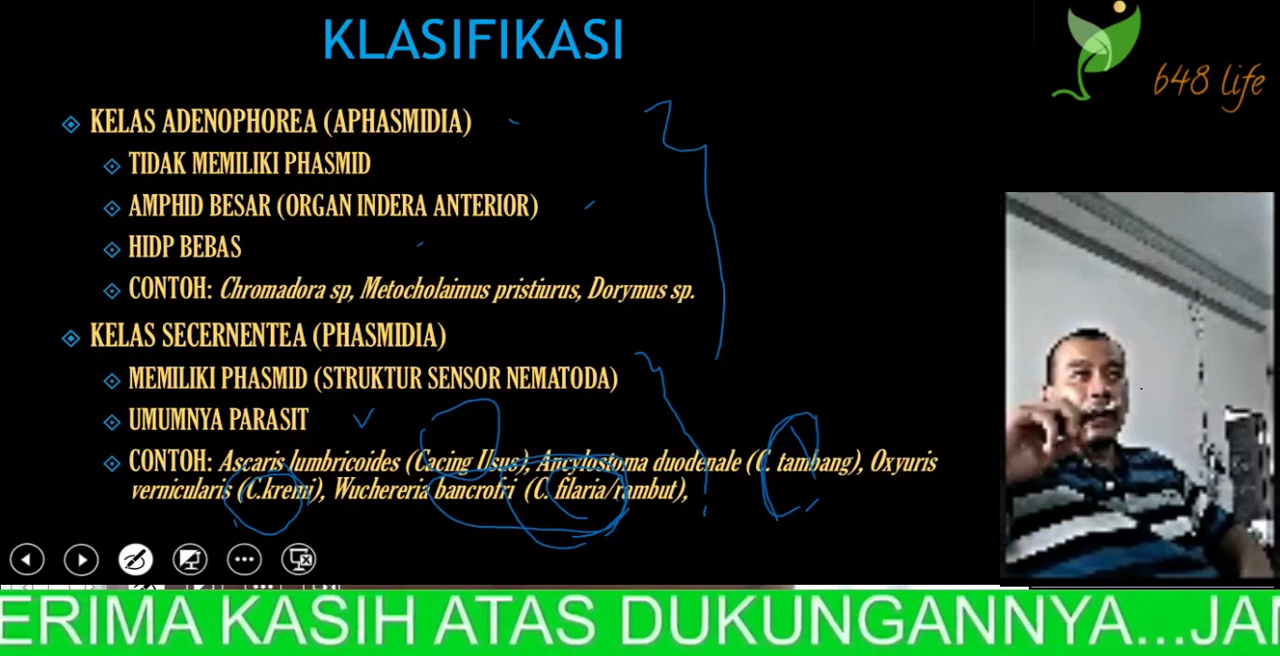 KLASIFIKASI
648 life
KELAS ADENOPHOREA (APHASMIDIA)
TIDAK MEMILIKI PHASMID
AMPHID BESAR (ORGAN INDERA ANTERIOR)
HIDP BEBAS
CONTOH: Chromadora sp, Metocholaimus pristiurus, Dorymus sp.
KELAS SECERNENTEA (PHASMIDIA)
MEMILIKI PHASMID (STRUKTUR SENSOR NEMATODA)
UMUMNYA PARASIT
CONTOH: Ascaris lumbricoides (Cacing Usus), Ancylostoma duodenale (C. tambang), Oxyuris
vernicularis (C.kremi), Wuchereria bancrofri (C. filaria/rambut),
ERIMA KASIH ATAS DUKUNGANNYA...JAN